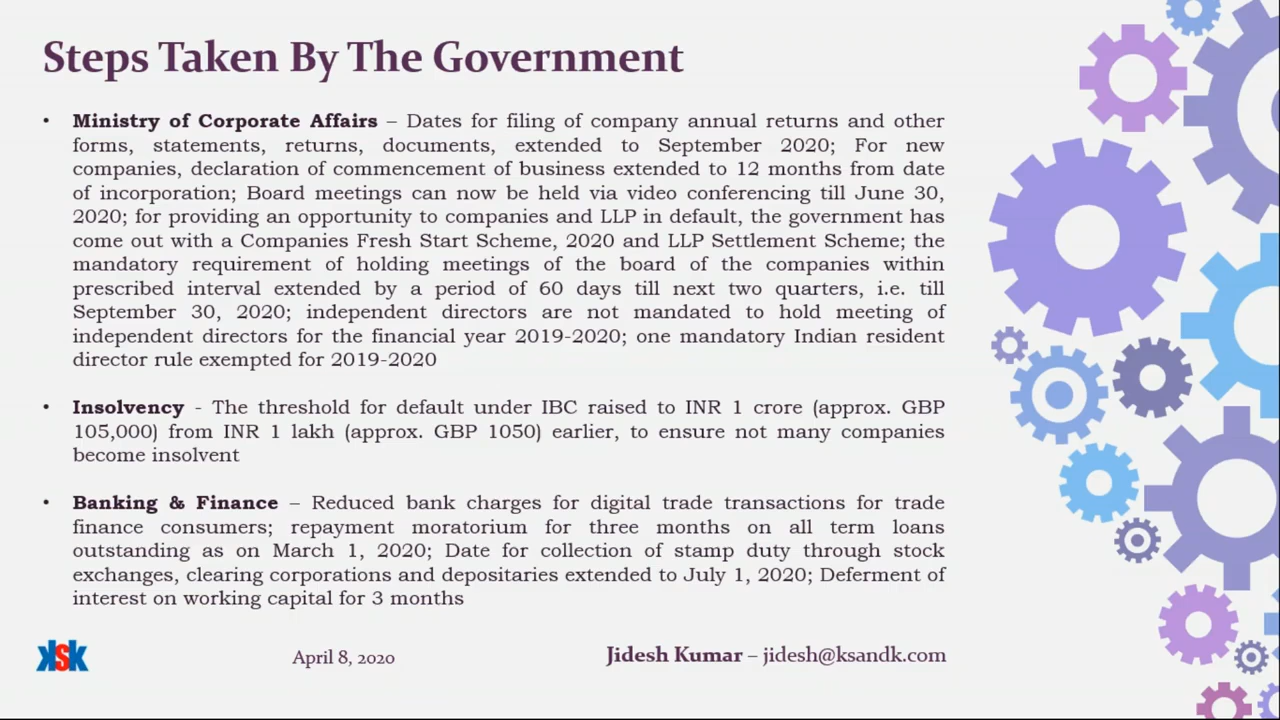 Steps Taken By The Government
• Ministry of Corporate Affairs – Dates for filing of company annual returns and other
forms, statements, returns, documents, extended to September 2020; For new
companies, declaration of commencement of business extended to 12 months from date
of incorporation; Board meetings can now be held via video conferencing till June 30,
2020; for providing an opportunity to companies and LLP in default, the government has
come out with a Companies Fresh Start Scheme, 2020 and LLP Settlement Scheme; the
mandatory requirement of holding meetings of the board of the companies within
prescribed interval extended by a period of 60 days till next two quarters, i.e. till
September 30, 2020; independent directors are not mandated to hold meeting of
independent directors for the financial year 2019-2020; one mandatory Indian resident
director rule exempted for 2019-2020
• Insolvency - The threshold for default under IBC raised to INR 1 crore (approx. GBP
105,000) from INR 1 lakh (approx. GBP 1050) earlier, to ensure not many companies
become insolvent
• Banking & Finance – Reduced bank charges for digital trade transactions for trade
finance consumers; repayment moratorium for three months on all term loans
outstanding as on March 1, 2020; Date for collection of stamp duty through stock
exchanges, clearing corporations and depositaries extended to July 1, 2020; Deferment of
interest on working capital for 3 months
kSk
April 8, 2020
Jidesh Kumar – jidesh@ksandk.com